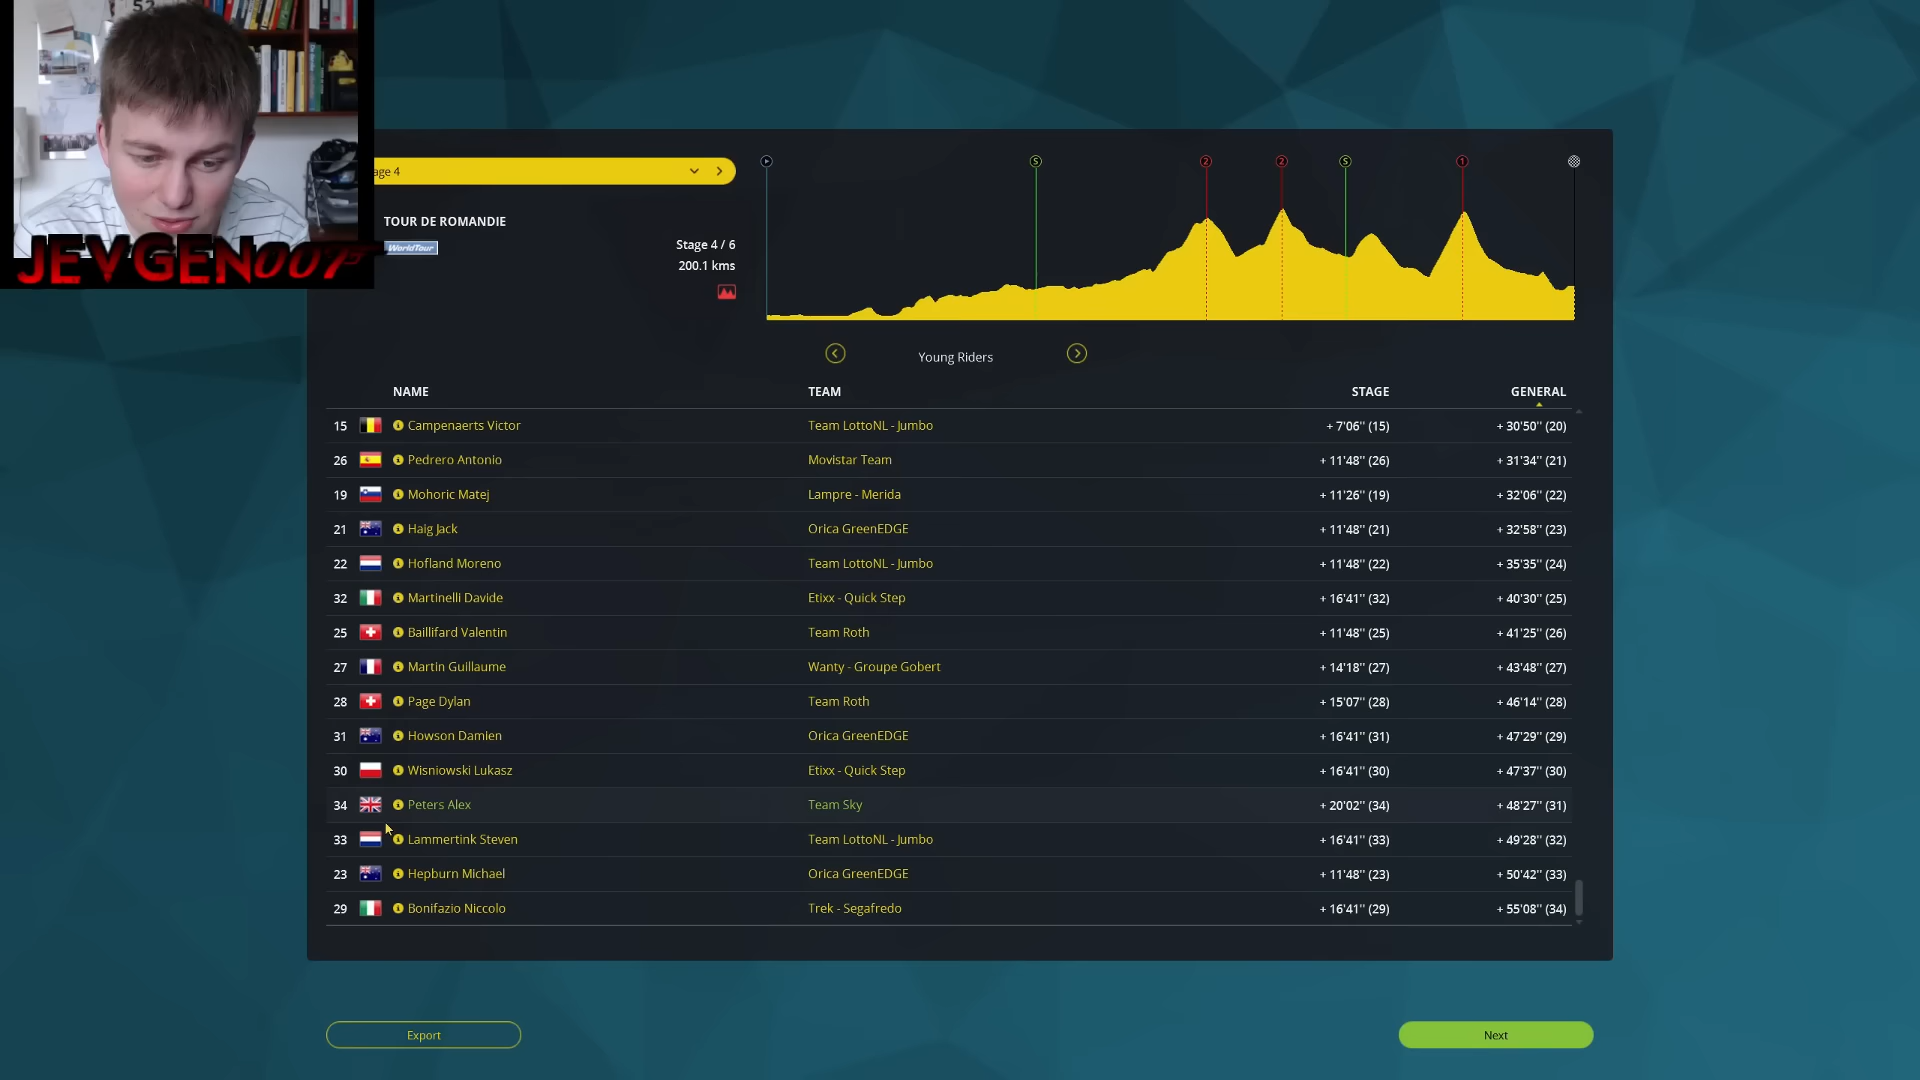 52
JEVGEN007
age 4
TOUR DE ROMANDIE
WorldTour
Stage 4 / 6
200.1 kms
S 2 2 S 1
Young Riders
NAME TEAM STAGE GENERAL
15 Campenaerts Victor Team LottoNL - Jumbo + 7'06'' (15) + 30'50'' (20)
26 Pedrero Antonio Movistar Team + 11'48'' (26) + 31'34'' (21)
19 Mohoric Matej Lampre - Merida + 11'26'' (19) + 32'06'' (22)
21 Haig Jack Orica GreenEDGE + 11'48'' (21) + 32'58'' (23)
22 Hofland Moreno Team LottoNL - Jumbo + 11'48'' (22) + 35'35'' (24)
32 Martinelli Davide Etixx - Quick Step + 16'41'' (32) + 40'30'' (25)
25 Baillifard Valentin Team Roth + 11'48'' (25) + 41'25'' (26)
27 Martin Guillaume Wanty - Groupe Gobert + 14'18'' (27) + 43'48'' (27)
28 Page Dylan Team Roth + 15'07'' (28) + 46'14'' (28)
31 Howson Damien Orica GreenEDGE + 16'41'' (31) + 47'29'' (29)
30 Wisniowski Lukasz Etixx - Quick Step + 16'41'' (30) + 47'37'' (30)
34 Peters Alex Team Sky + 20'02'' (34) + 48'27'' (31)
33 Lammertink Steven Team LottoNL - Jumbo + 16'41'' (33) + 49'28'' (32)
23 Hepburn Michael Orica GreenEDGE + 11'48'' (23) + 50'42'' (33)
29 Bonifazio Niccolo Trek - Segafredo + 16'41'' (29) + 55'08'' (34)
Export Next